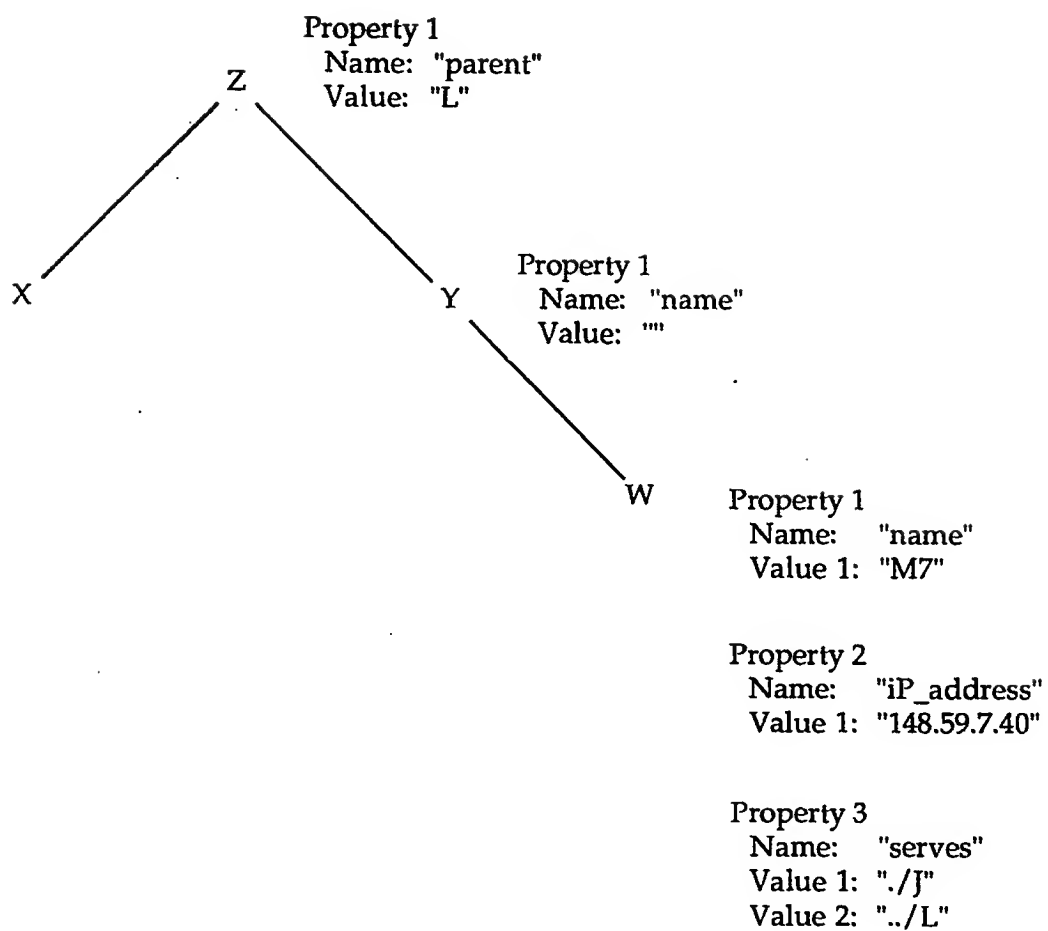 Property 1
Name: "parent"
Z
Value: "L"
Property 1
X
Y
Name: "name"
Value: ""
W
Property 1
Name: "name"
Value 1: "M7"
Property 2
Name: "iP_address"
Value 1: "148.59.7.40"
Property 3
Name: "serves"
Value 1: "./J"
Value 2: "../L"